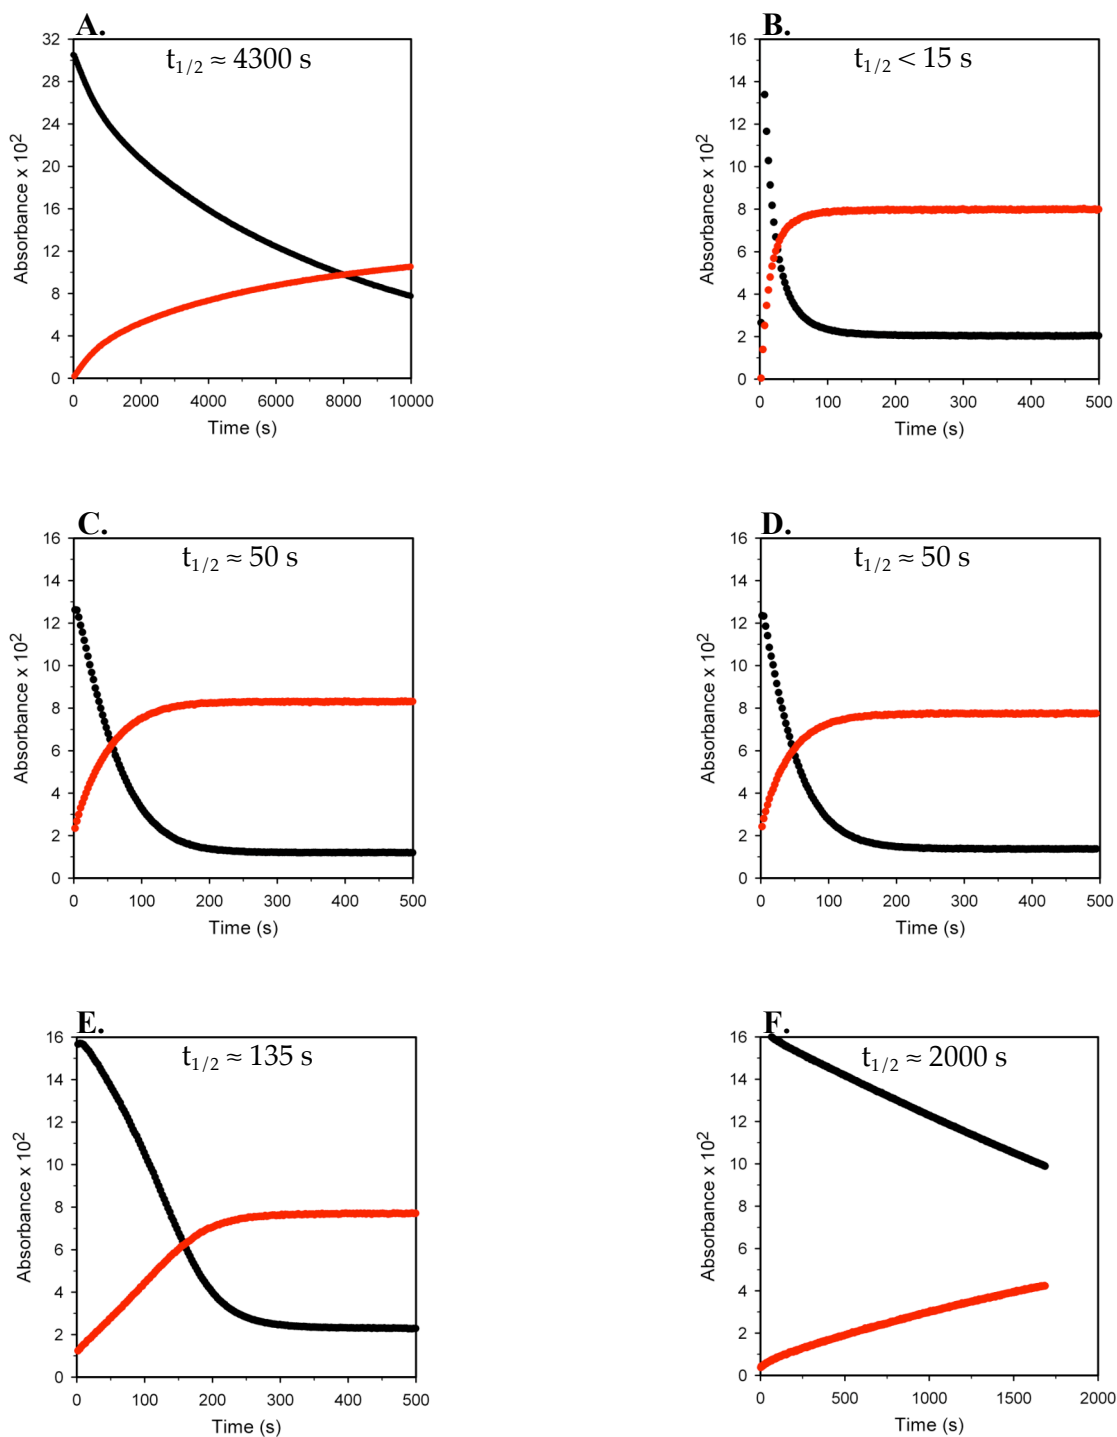 A.
t1/2 ≈ 4300 s
32
28
24
20
16
12
8
4
0
Absorbance x 10²
0 2000 4000 6000 8000 10000
Time (s)
B.
t1/2 < 15 s
16
14
12
10
8
6
4
2
0
Absorbance x 10²
0 100 200 300 400 500
Time (s)
C.
t1/2 ≈ 50 s
16
14
12
10
8
6
4
2
0
Absorbance x 10²
0 100 200 300 400 500
Time (s)
D.
t1/2 ≈ 50 s
16
14
12
10
8
6
4
2
0
Absorbance x 10²
0 100 200 300 400 500
Time (s)
E.
t1/2 ≈ 135 s
16
14
12
10
8
6
4
2
0
Absorbance x 10²
0 100 200 300 400 500
Time (s)
F.
t1/2 ≈ 2000 s
16
14
12
10
8
6
4
2
0
Absorbance x 10²
0 500 1000 1500 2000
Time (s)